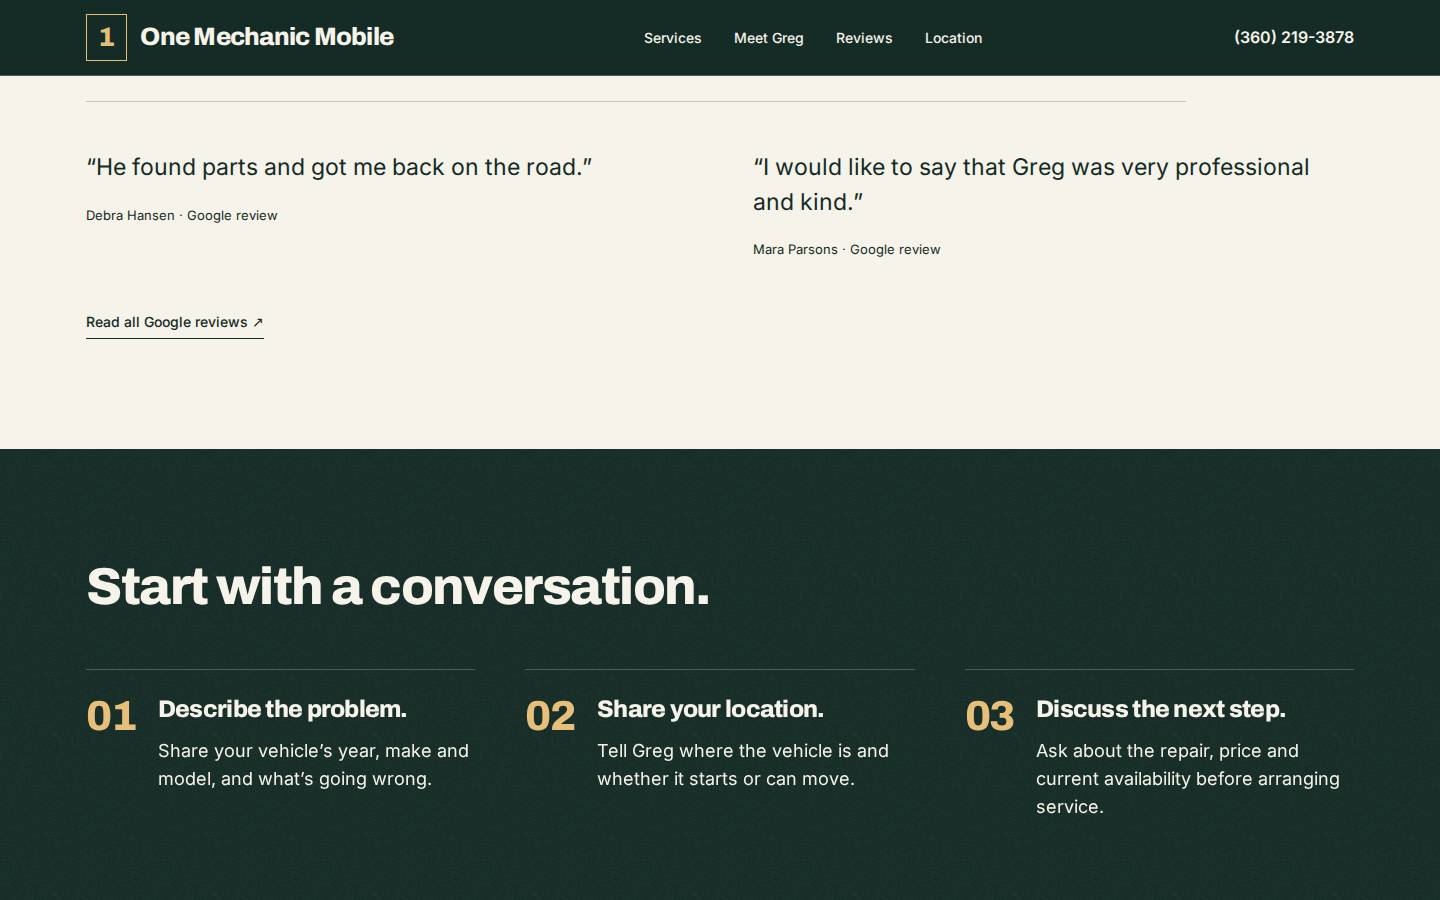 1 One Mechanic Mobile
Services Meet Greg Reviews Location
(360) 219-3878
“He found parts and got me back on the road.”
Debra Hansen · Google review
“I would like to say that Greg was very professional
and kind.”
Mara Parsons · Google review
Read all Google reviews ↗
Start with a conversation.
01 Describe the problem.
Share your vehicle’s year, make and
model, and what’s going wrong.
02 Share your location.
Tell Greg where the vehicle is and
whether it starts or can move.
03 Discuss the next step.
Ask about the repair, price and
current availability before arranging
service.